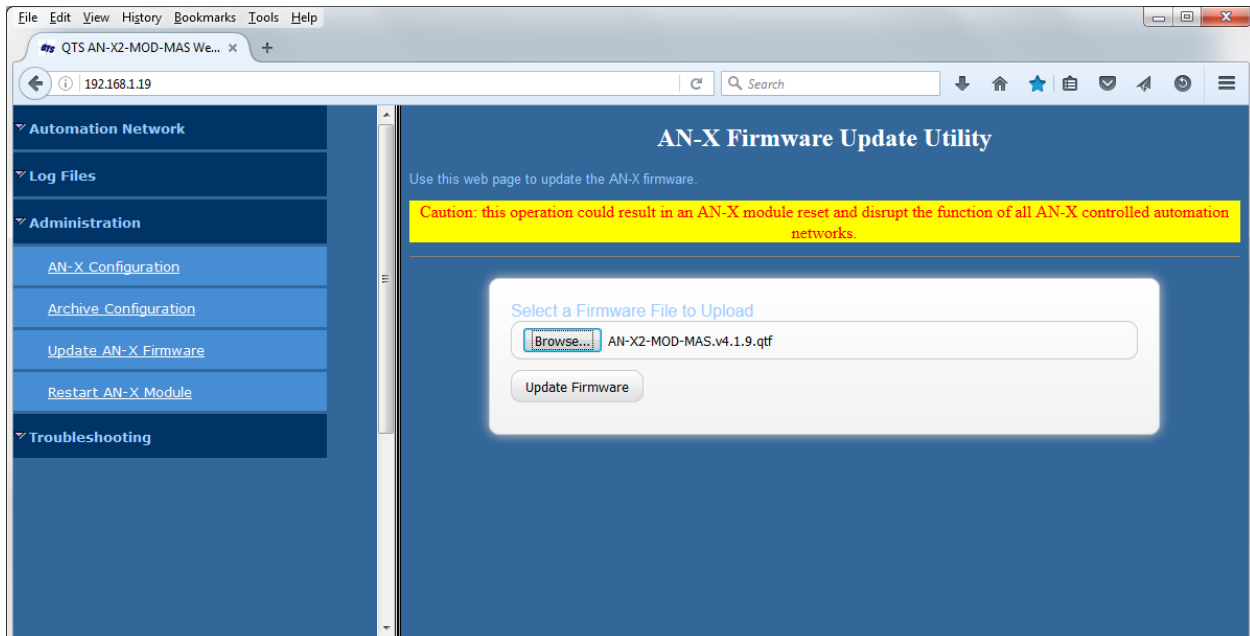 File Edit View History Bookmarks Tools Help
QTS AN-X2-MOD-MAS We...
192.168.1.19
Search
Automation Network
Log Files
Administration
AN-X Configuration
Archive Configuration
Update AN-X Firmware
Restart AN-X Module
Troubleshooting
AN-X Firmware Update Utility
Use this web page to update the AN-X firmware.
Caution: this operation could result in an AN-X module reset and disrupt the function of all AN-X controlled automation
networks.
Select a Firmware File to Upload
Browse... AN-X2-MOD-MAS.v4.1.9.qtf
Update Firmware